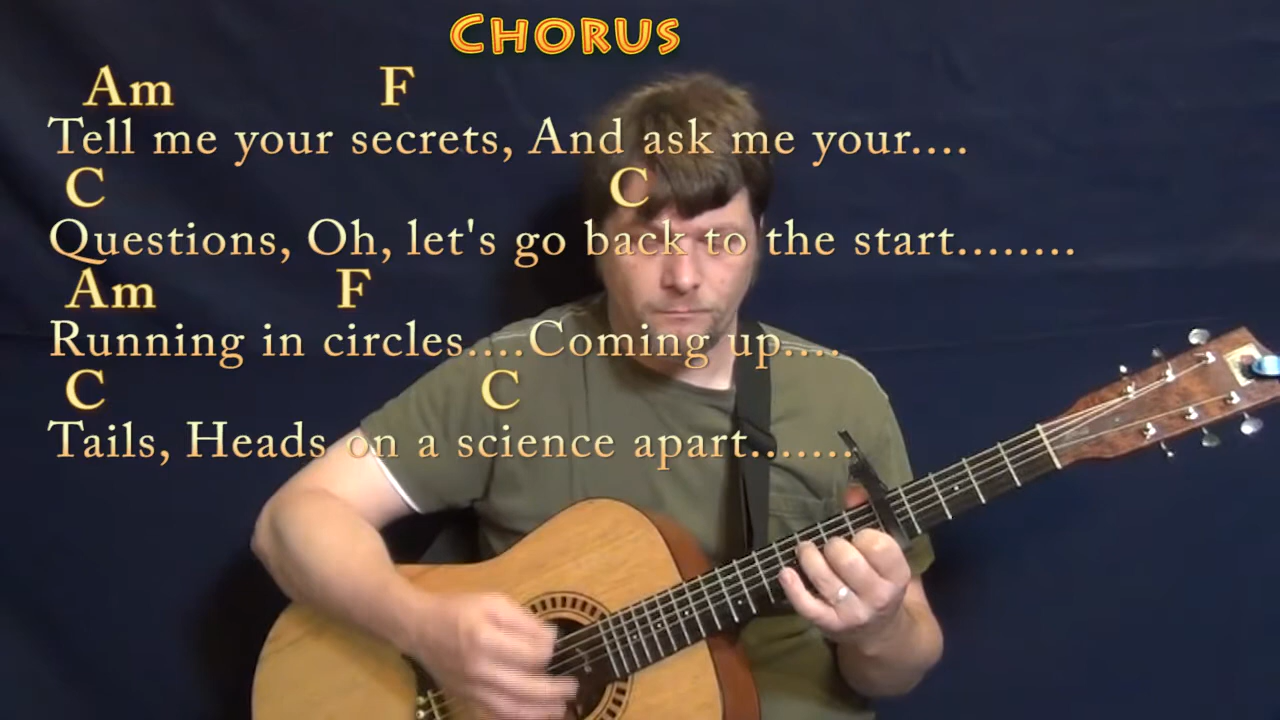 CHORUS
Am F
Tell me your secrets, And ask me your....
C C
Questions, Oh, let's go back to the start........
Am F
Running in circles....Coming up....
C C
Tails, Heads on a science apart.......